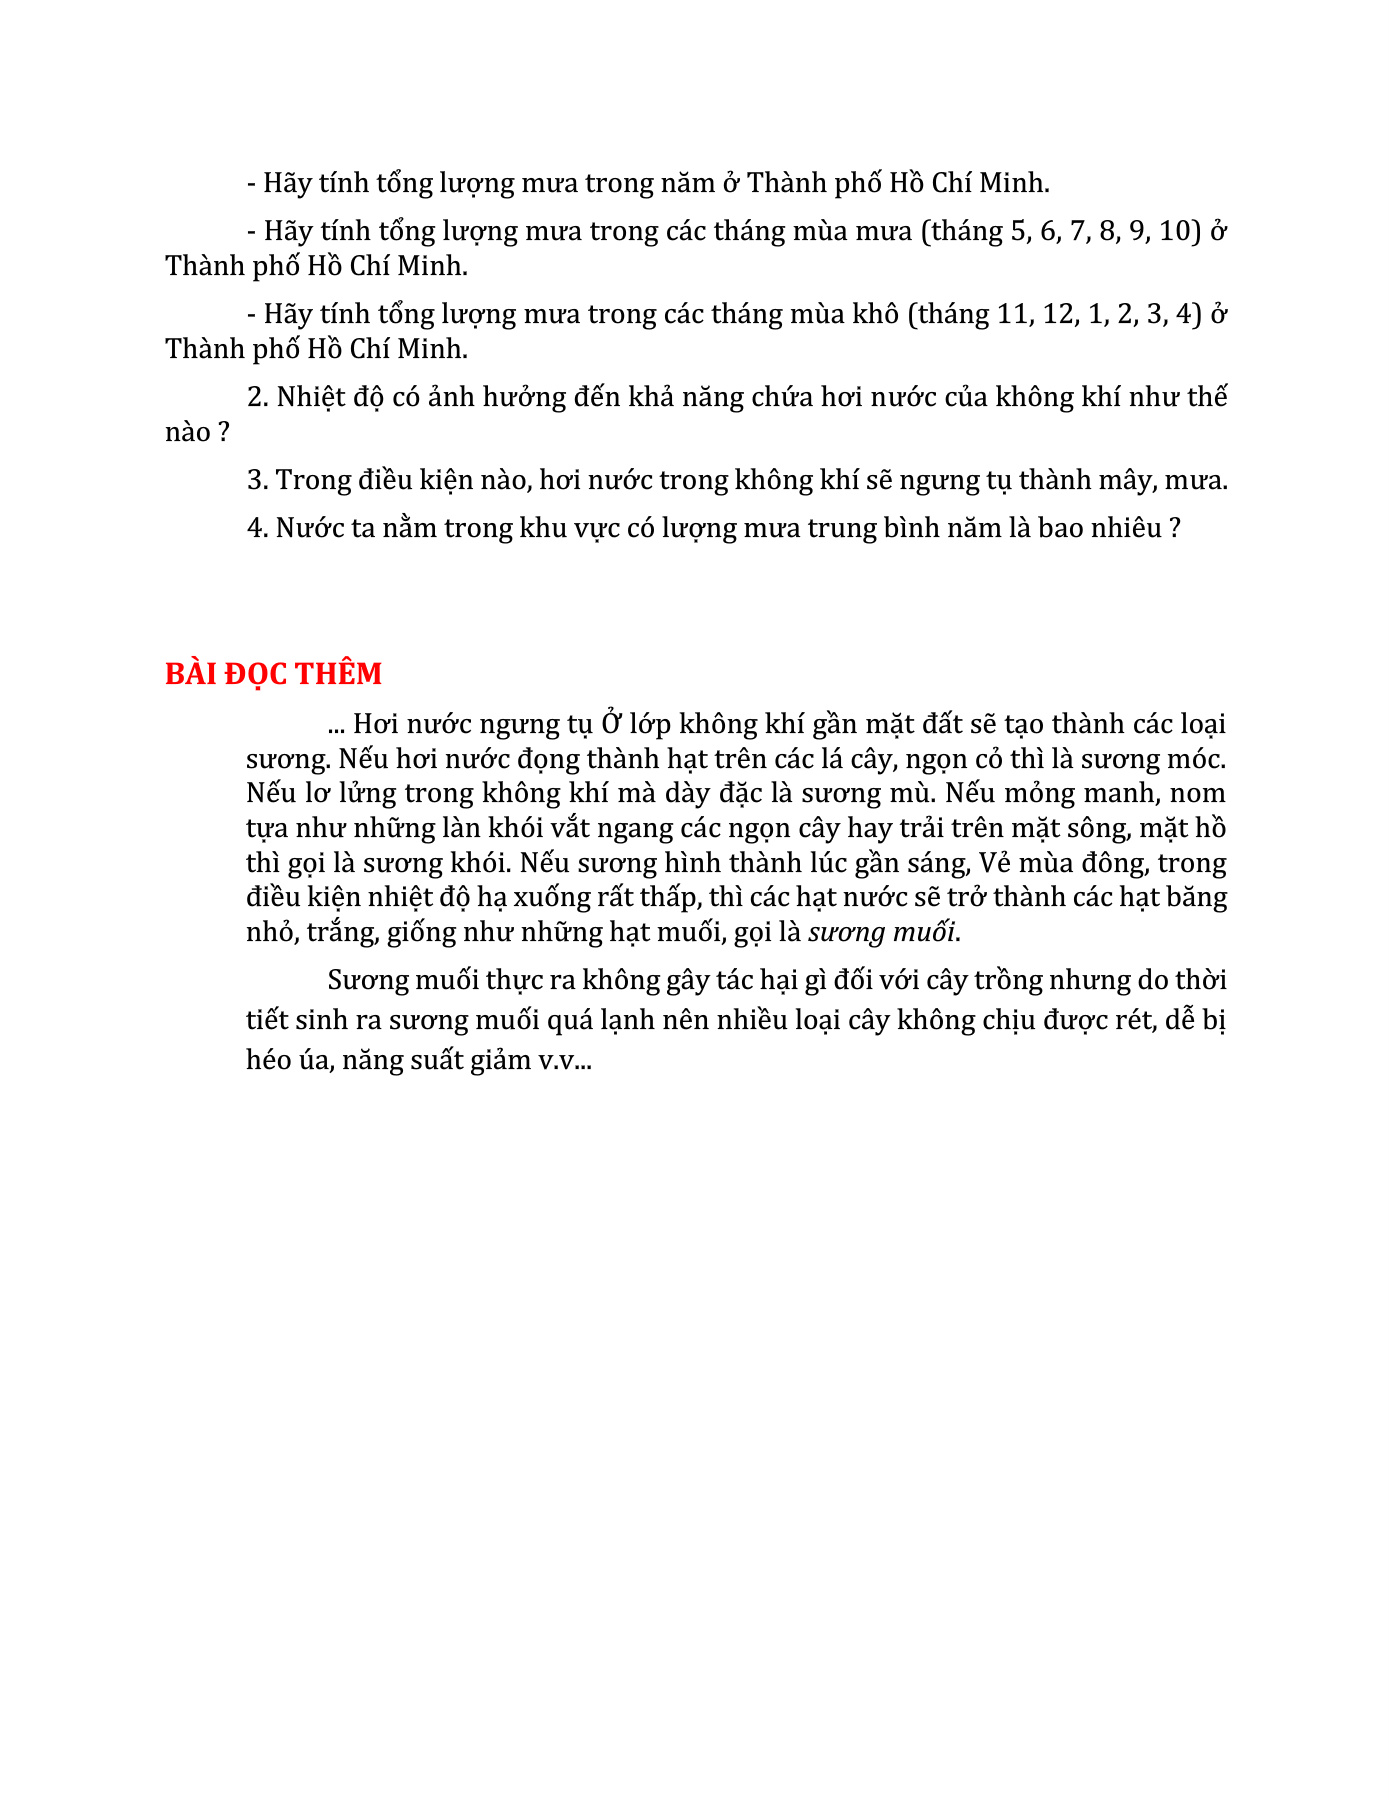 - Hãy tính tổng lượng mưa trong năm ở Thành phố Hồ Chí Minh.
- Hãy tính tổng lượng mưa trong các tháng mùa mưa (tháng 5, 6, 7, 8, 9, 10) ở
Thành phố Hồ Chí Minh.
- Hãy tính tổng lượng mưa trong các tháng mùa khô (tháng 11, 12, 1, 2, 3, 4) ở
Thành phố Hồ Chí Minh.
2. Nhiệt độ có ảnh hưởng đến khả năng chứa hơi nước của không khí như thế
nào ?
3. Trong điều kiện nào, hơi nước trong không khí sẽ ngưng tụ thành mây, mưa.
4. Nước ta nằm trong khu vực có lượng mưa trung bình năm là bao nhiêu ?
BÀI ĐỌC THÊM
... Hơi nước ngưng tụ Ở lớp không khí gần mặt đất sẽ tạo thành các loại
sương. Nếu hơi nước đọng thành hạt trên các lá cây, ngọn cỏ thì là sương móc.
Nếu lơ lửng trong không khí mà dày đặc là sương mù. Nếu mỏng manh, nom
tựa như những làn khói vắt ngang các ngọn cây hay trải trên mặt sông, mặt hồ
thì gọi là sương khói. Nếu sương hình thành lúc gần sáng, Vẻ mùa đông, trong
điều kiện nhiệt độ hạ xuống rất thấp, thì các hạt nước sẽ trở thành các hạt băng
nhỏ, trắng, giống như những hạt muối, gọi là sương muối.
Sương muối thực ra không gây tác hại gì đối với cây trồng nhưng do thời
tiết sinh ra sương muối quá lạnh nên nhiều loại cây không chịu được rét, dễ bị
héo úa, năng suất giảm v.v...